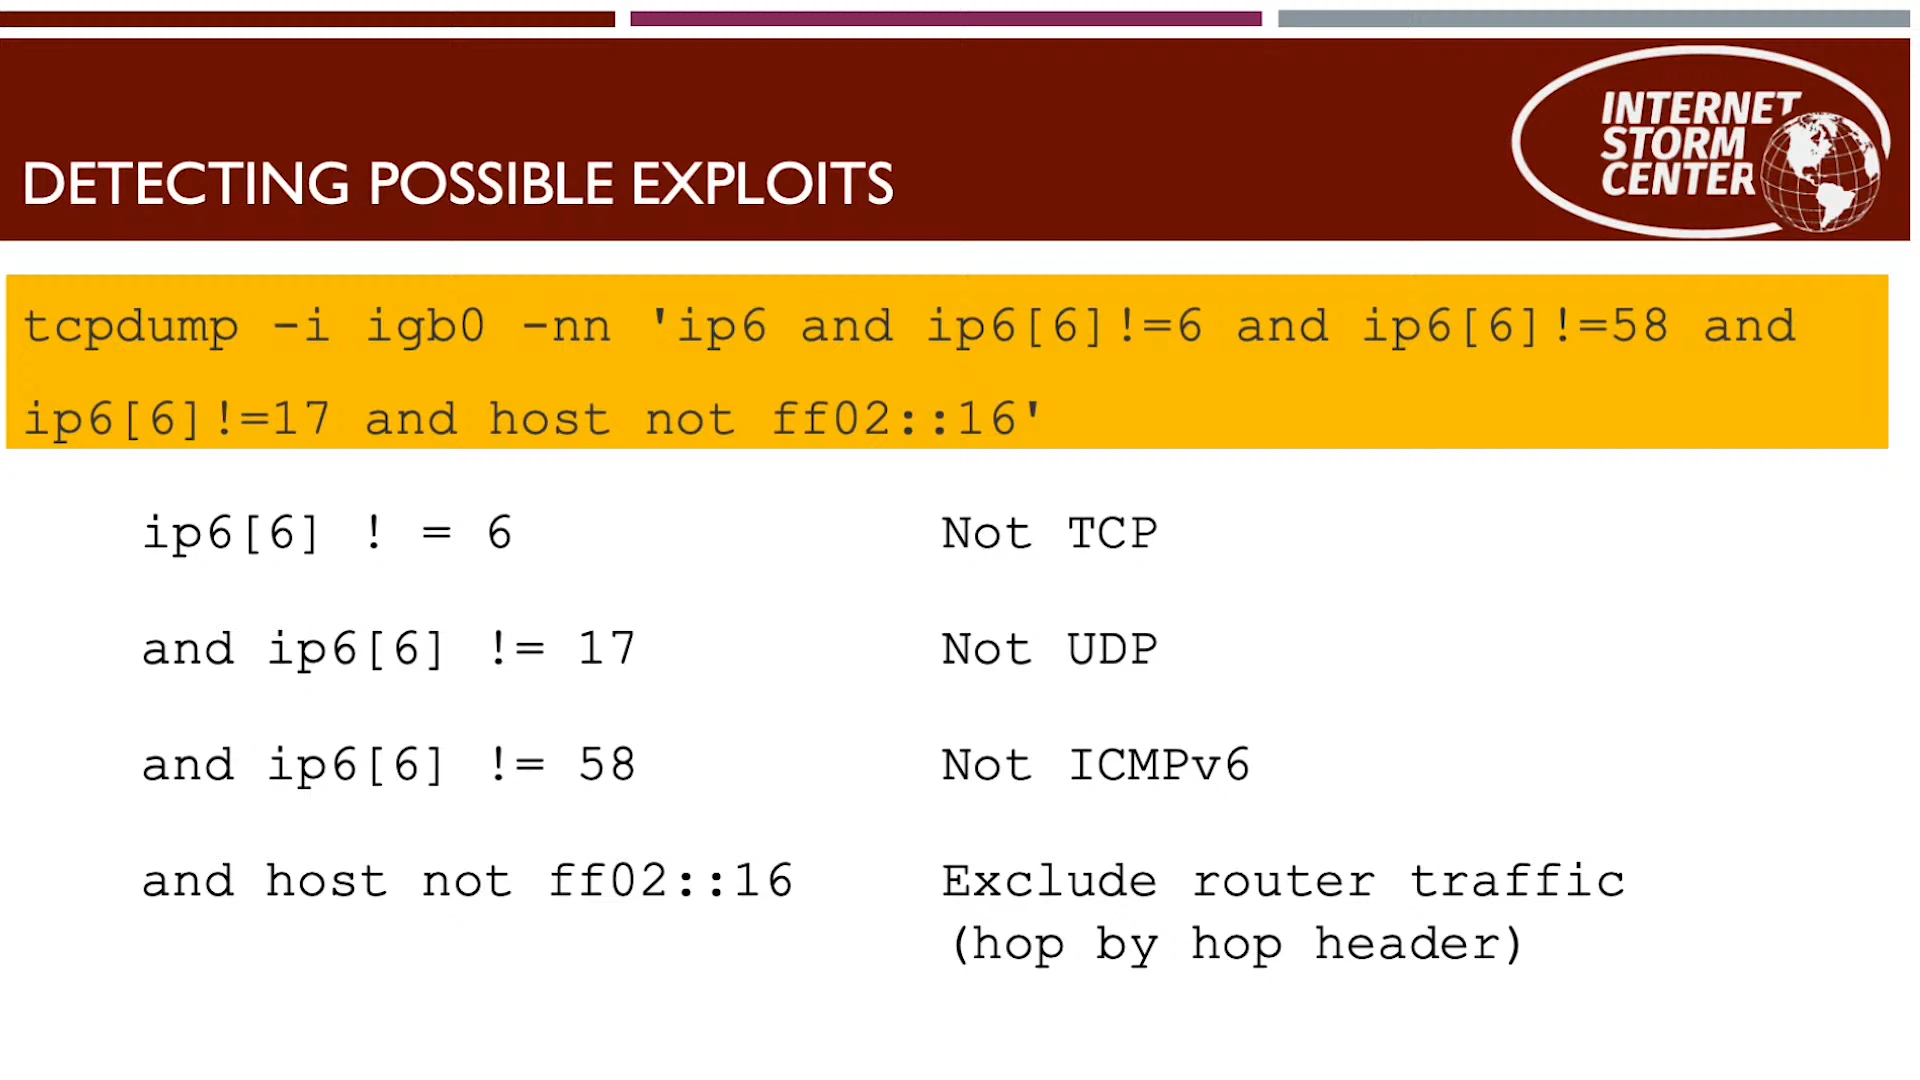 INTERNET
STORM
CENTER
DETECTING POSSIBLE EXPLOITS
tcpdump -i igb0 -nn 'ip6 and ip6[6]!=6 and ip6[6]!=58 and
ip6[6]!=17 and host not ff02::16'
ip6[6] ! = 6 Not TCP
and ip6[6] != 17 Not UDP
and ip6[6] != 58 Not ICMPv6
and host not ff02::16 Exclude router traffic
(hop by hop header)